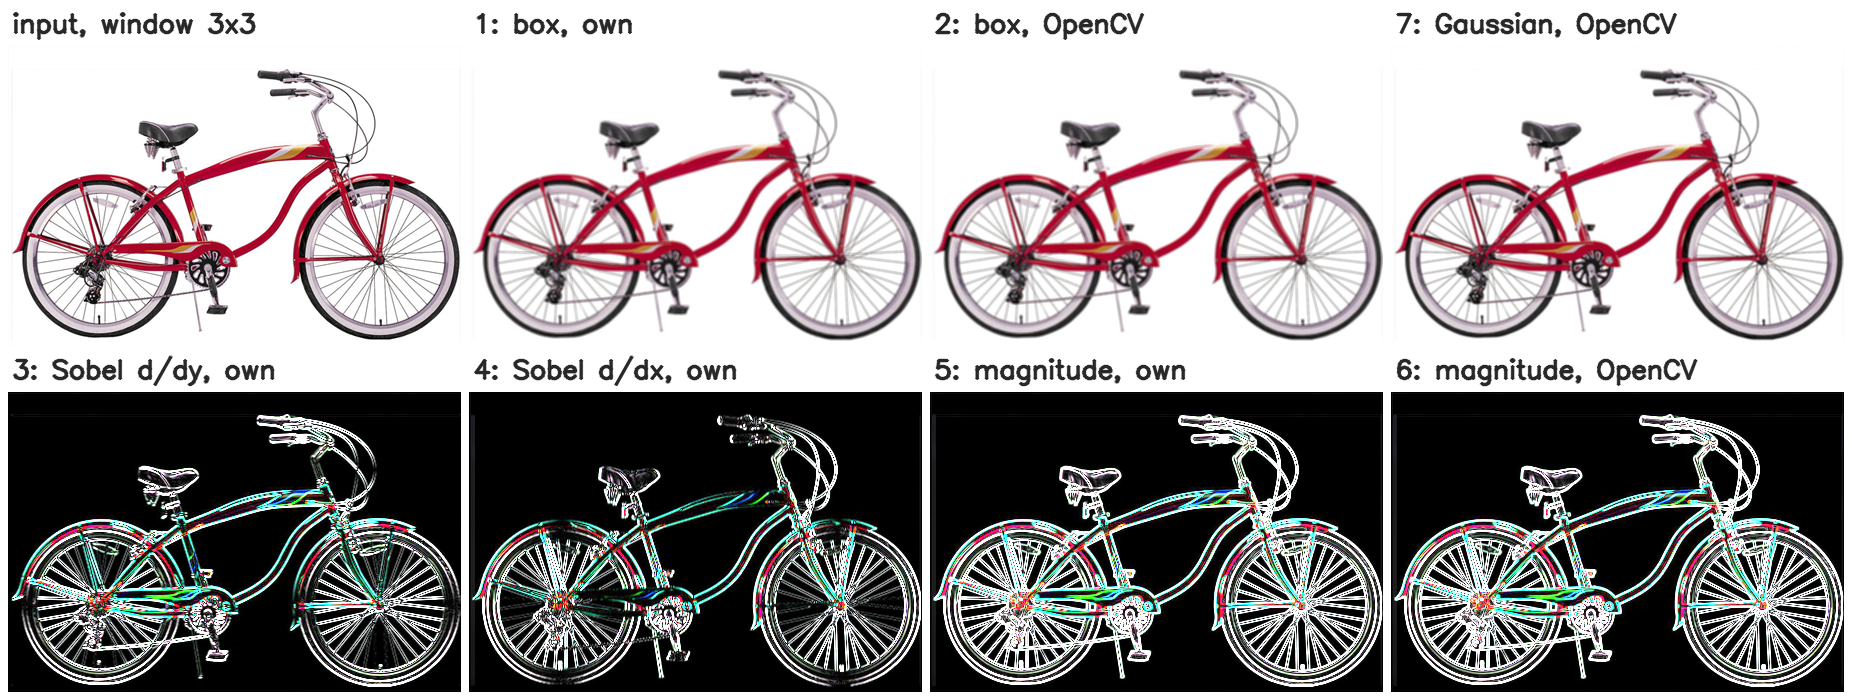 input, window 3x3
1: box, own
2: box, OpenCV
7: Gaussian, OpenCV
3: Sobel d/dy, own
4: Sobel d/dx, own
5: magnitude, own
6: magnitude, OpenCV